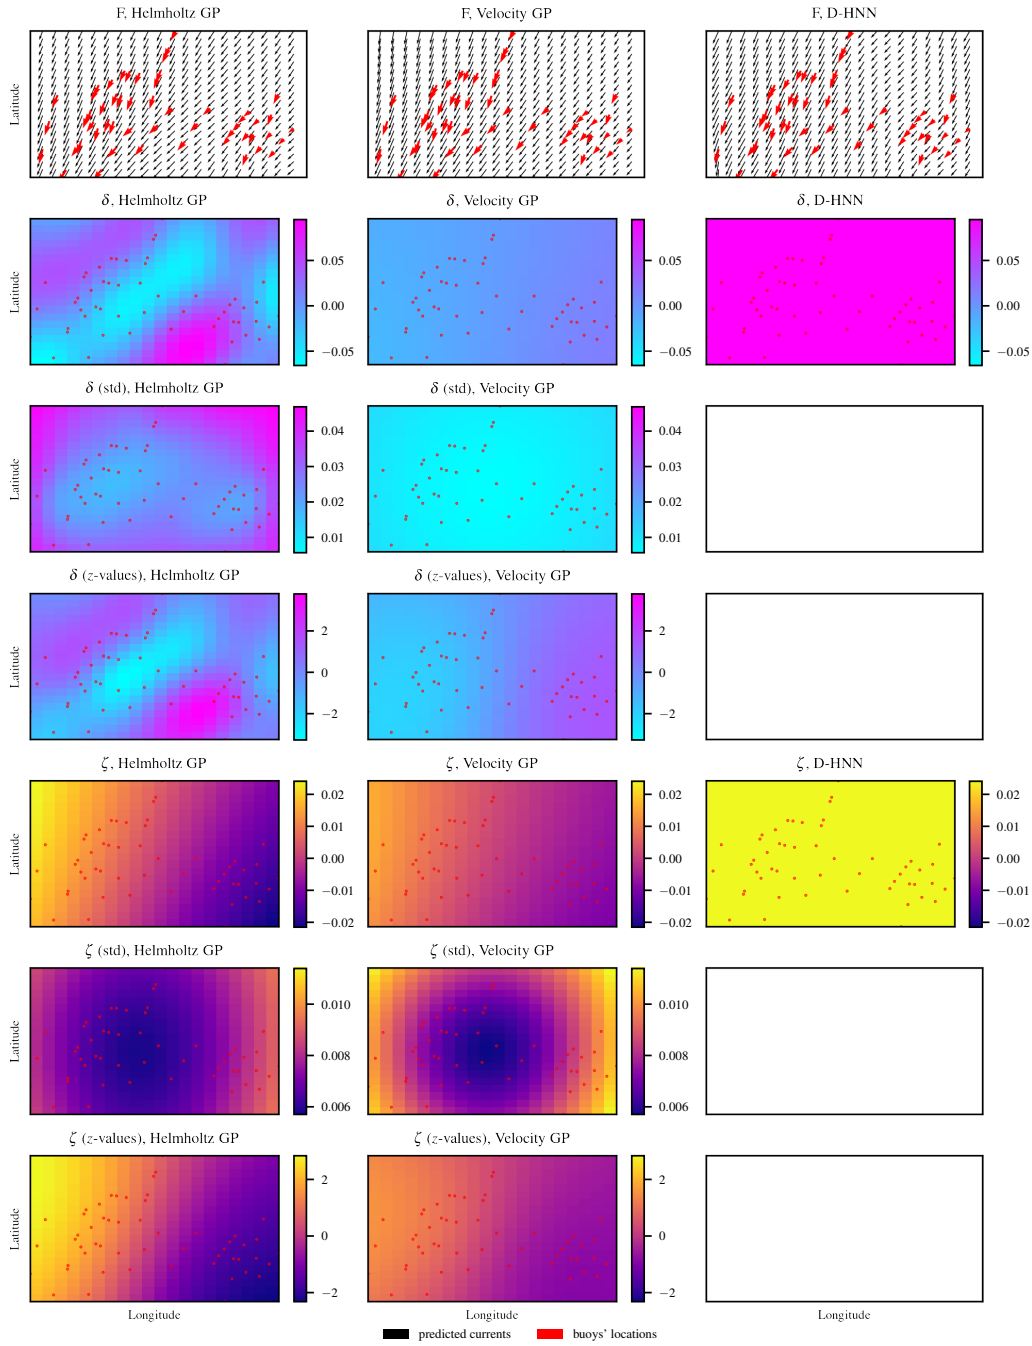 F, Helmholtz GP
F, Velocity GP
F, D-HNN
Latitude
δ, Helmholtz GP
δ, Velocity GP
δ, D-HNN
Latitude
0.05
0.00
−0.05
0.05
0.00
−0.05
0.05
0.00
−0.05
δ (std), Helmholtz GP
δ (std), Velocity GP
Latitude
0.04
0.03
0.02
0.01
0.04
0.03
0.02
0.01
δ (z-values), Helmholtz GP
δ (z-values), Velocity GP
Latitude
2
0
−2
2
0
−2
ζ, Helmholtz GP
ζ, Velocity GP
ζ, D-HNN
Latitude
0.02
0.01
0.00
−0.01
−0.02
0.02
0.01
0.00
−0.01
−0.02
0.02
0.01
0.00
−0.01
−0.02
ζ (std), Helmholtz GP
ζ (std), Velocity GP
Latitude
0.010
0.008
0.006
0.010
0.008
0.006
ζ (z-values), Helmholtz GP
ζ (z-values), Velocity GP
Latitude
2
0
−2
2
0
−2
Longitude
Longitude
Longitude
predicted currents
buoys’ locations